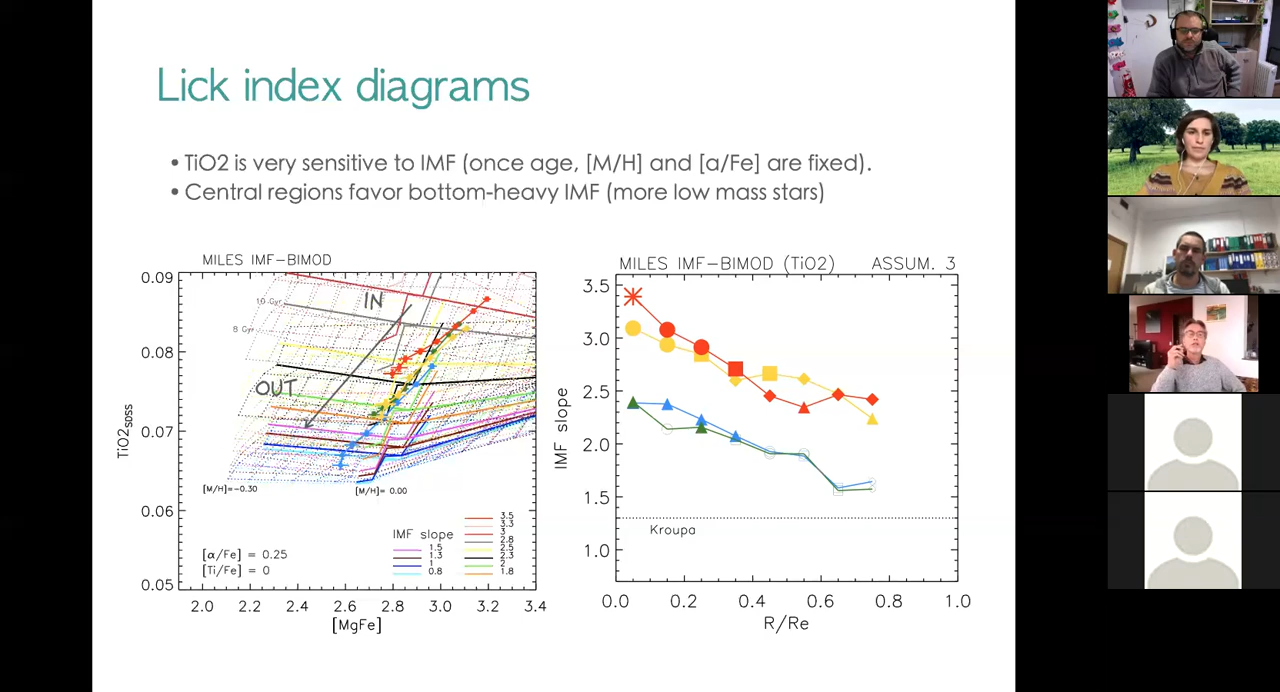 Lick index diagrams
• TiO2 is very sensitive to IMF (once age, [M/H] and [α/Fe] are fixed).
• Central regions favor bottom-heavy IMF (more low mass stars)
MILES IMF-BIMOD
0.09
0.08
0.07
0.06
0.05
TiO2SDSS
10 Gyr
8 Gyr
IN
OUT
[M/H]=-0.30
[M/H]= 0.00
IMF slope
1.5
1.3
1
0.8
3.5
3.3
3
2.8
2.5
2.3
2
1.8
[α/Fe] = 0.25
[Ti/Fe] = 0
2.0 2.2 2.4 2.6 2.8 3.0 3.2 3.4
[MgFe]
MILES IMF-BIMOD (TiO2) ASSUM. 3
3.5
3.0
2.5
2.0
1.5
1.0
IMF slope
Kroupa
0.0 0.2 0.4 0.6 0.8 1.0
R/Re